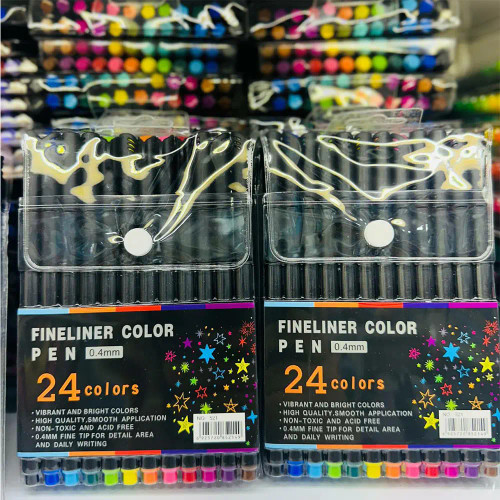 FINELINER COLOR
PEN 0.4mm
24 colors
• VIBRANT AND BRIGHT COLORS
• HIGH QUALITY,SMOOTH APPLICATION
• NON-TOXIC AND ACID FREE
• 0.4MM FINE TIP FOR DETAIL AREA
AND DAILY WRITING
FINELINER COLOR
PEN 0.4mm
24 colors
• VIBRANT AND BRIGHT COLORS
• HIGH QUALITY,SMOOTH APPLICATION
• NON-TOXIC AND ACID FREE
• 0.4MM FINE TIP FOR DETAIL AREA
AND DAILY WRITING